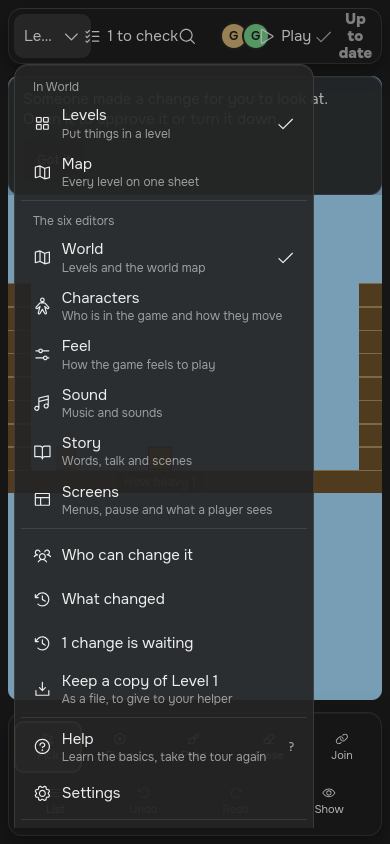 Le...
1 to check
G
G
Play
Up to date
Someone made a change for you to look at.
approve it or turn it down
In World
Levels
Put things in a level
Map
Every level on one sheet
The six editors
World
Levels and the world map
Characters
Who is in the game and how they move
Feel
How the game feels to play
Sound
Music and sounds
Story
Words, talk and scenes
Screens
Menus, pause and what a player sees
Who can change it
What changed
1 change is waiting
Keep a copy of Level 1
As a file, to give to your helper
Help
Learn the basics, take the tour again
?
Join
Settings
List
Undo
Redo
Show